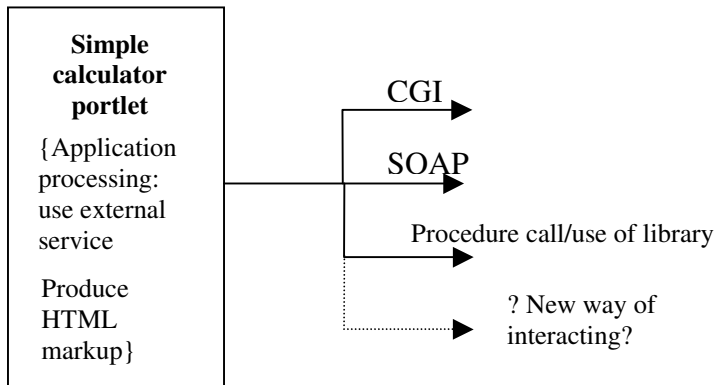 Simple
calculator
portlet
{Application
processing:
use external
service
Produce
HTML
markup}
CGI
SOAP
Procedure call/use of library
? New way of
interacting?